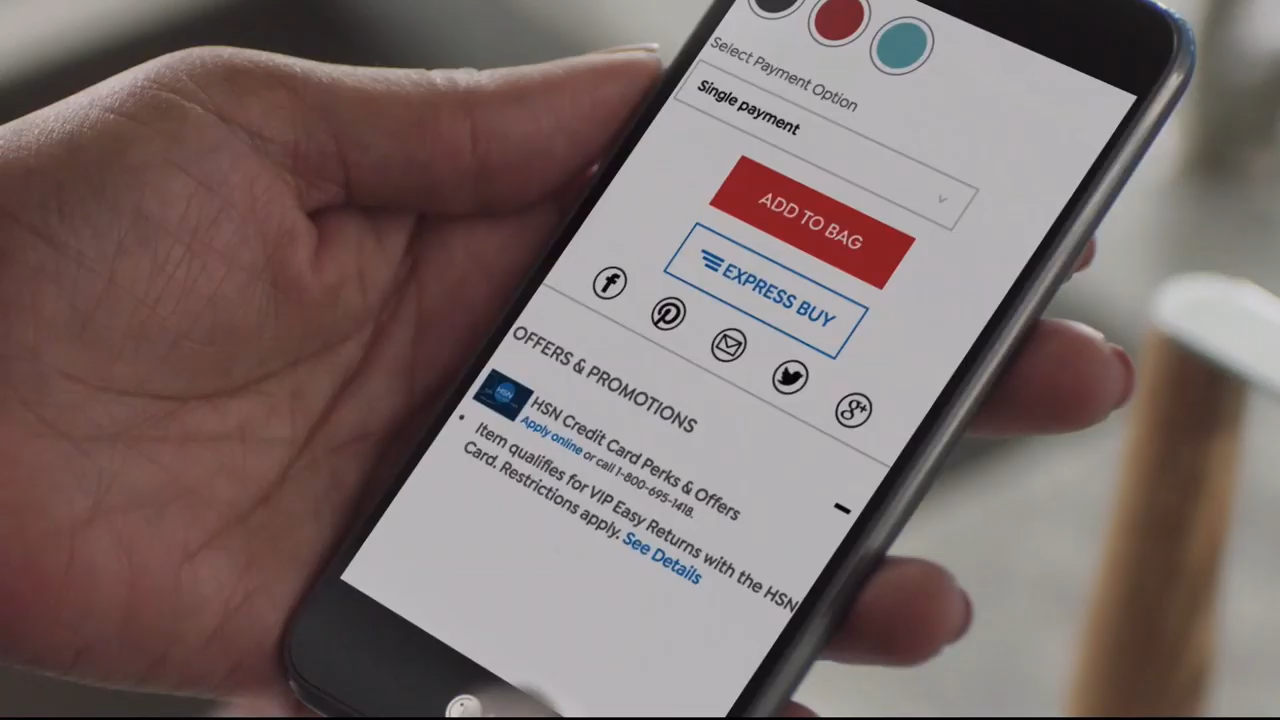 Select Payment Option
Single payment
ADD TO BAG
EXPRESS BUY
OFFERS & PROMOTIONS
HSN
HSN Credit Card Perks & Offers
Apply online or call 1-800-695-1418.
Item qualifies for VIP Easy Returns with the HSN
Card. Restrictions apply. See Details